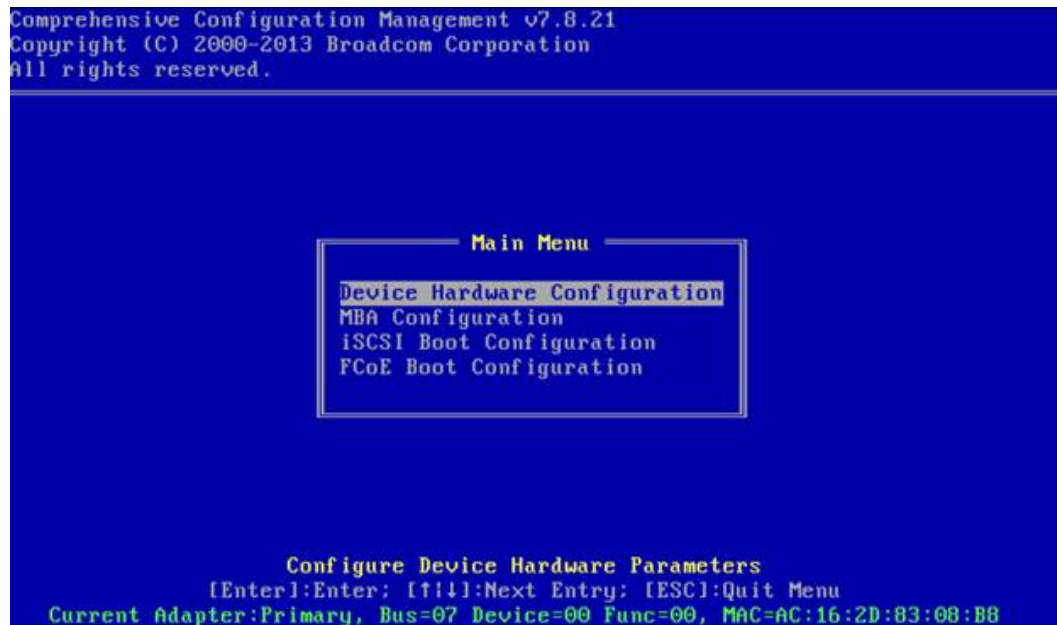 Comprehensive Configuration Management v7.8.21
Copyright (C) 2000-2013 Broadcom Corporation
All rights reserved.
Main Menu
Device Hardware Configuration
MBA Configuration
iSCSI Boot Configuration
FCoE Boot Configuration
Configure Device Hardware Parameters
[Enter]:Enter; [↑|↓]:Next Entry; [ESC]:Quit Menu
Current Adapter:Primary, Bus=07 Device=00 Func=00, MAC=AC:16:2D:83:08:B8